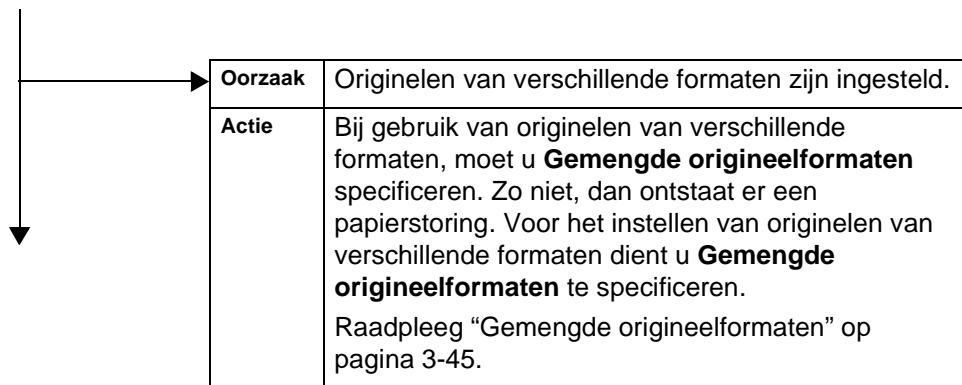 Oorzaak Originelen van verschillende formaten zijn ingesteld.
Actie Bij gebruik van originelen van verschillende
formaten, moet u Gemengde origineelformaten
specificeren. Zo niet, dan ontstaat er een
papierstoring. Voor het instellen van originelen van
verschillende formaten dient u Gemengde
origineelformaten te specificeren.
Raadpleeg “Gemengde origineelformaten” op
pagina 3-45.